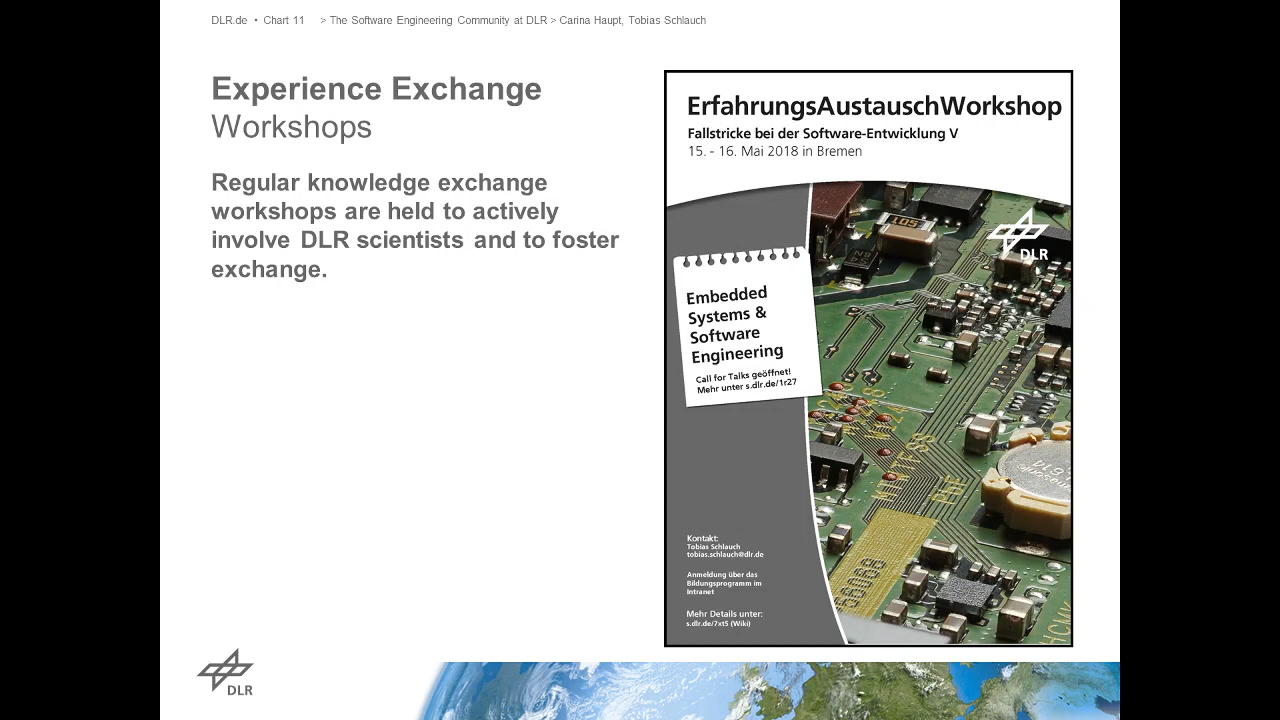 DLR.de • Chart 11 > The Software Engineering Community at DLR > Carina Haupt, Tobias Schlauch
Experience Exchange
Workshops
Regular knowledge exchange
workshops are held to actively
involve DLR scientists and to foster
exchange.
ErfahrungsAustauschWorkshop
Fallstricke bei der Software-Entwicklung V
15. - 16. Mai 2018 in Bremen
DLR
105
Embedded
Systems &
Software
Engineering
Call for Talks geöffnet!
Mehr unter s.dlr.de/1r27
Kontakt:
Tobias Schlauch
tobias.schlauch@dlr.de
Anmeldung über das
Bildungsprogramm im
Intranet
Mehr Details unter:
s.dlr.de/7xt5 (Wiki)
DLR